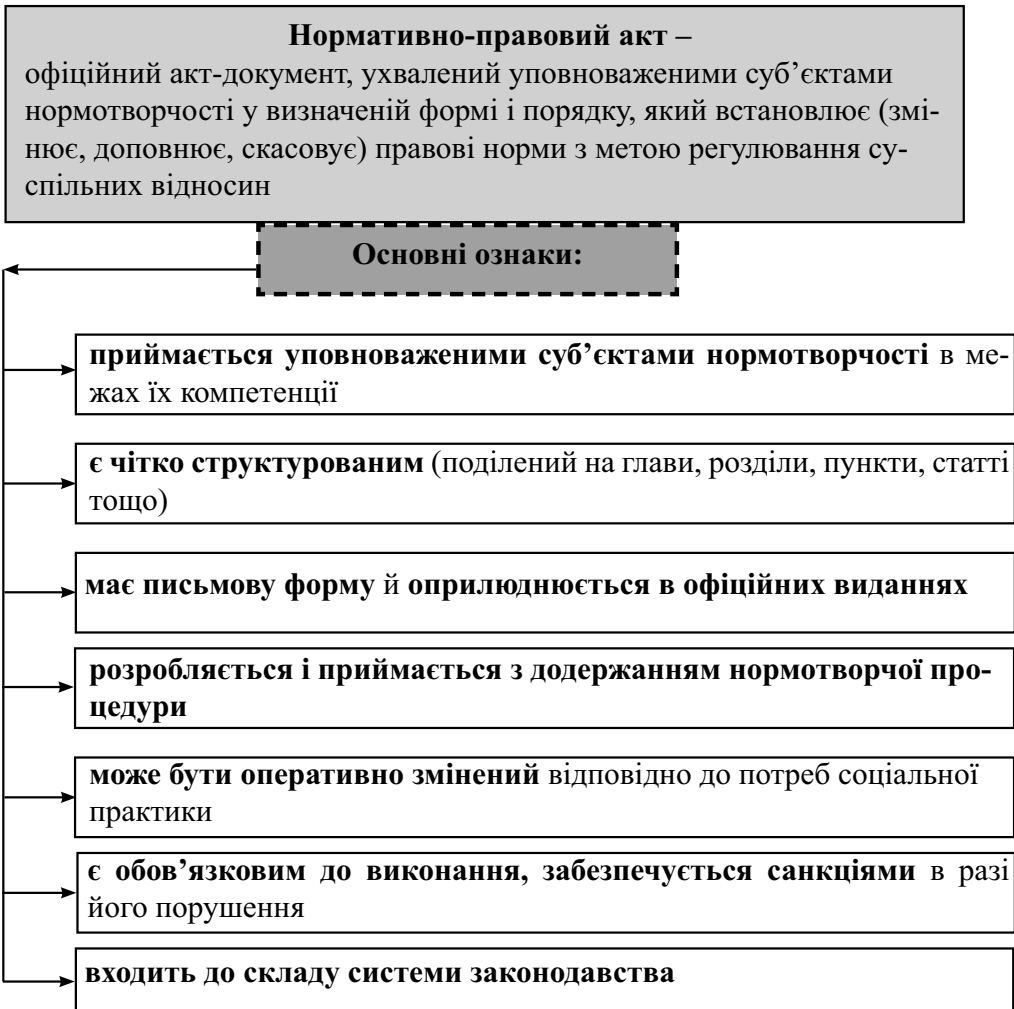 Нормативно-правовий акт –
офіційний акт-документ, ухвалений уповноваженими суб’єктами
нормотворчості у визначеній формі і порядку, який встановлює (змі-
нює, доповнює, скасовує) правові норми з метою регулювання су-
спільних відносин
Основні ознаки:
приймається уповноваженими суб’єктами нормотворчості в ме-
жах їх компетенції
є чітко структурованим (поділений на глави, розділи, пункти, статті
тощо)
має письмову форму й оприлюднюється в офіційних виданнях
розробляється і приймається з додержанням нормотворчої про-
цедури
може бути оперативно змінений відповідно до потреб соціальної
практики
є обов’язковим до виконання, забезпечується санкціями в разі
його порушення
входить до складу системи законодавства